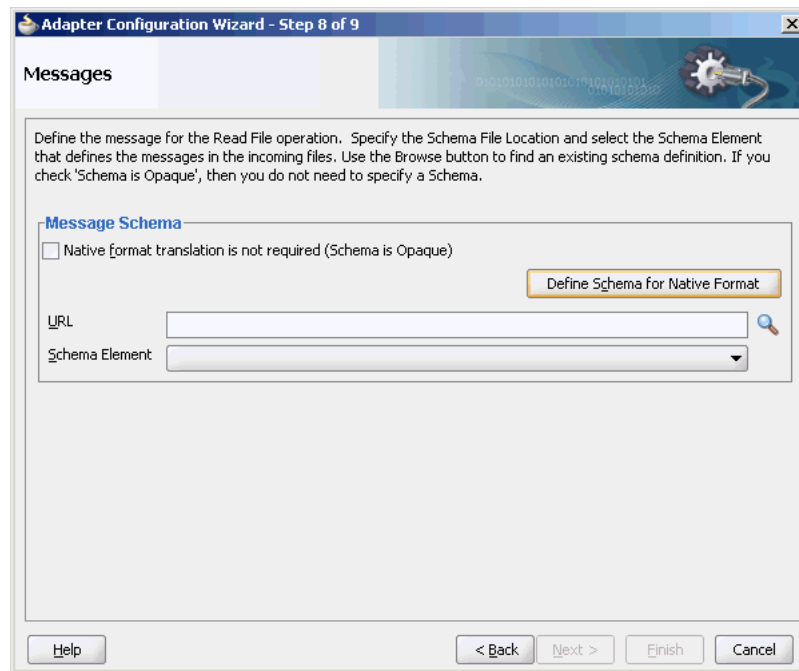 Adapter Configuration Wizard - Step 8 of 9
Messages
Define the message for the Read File operation. Specify the Schema File Location and select the Schema Element
that defines the messages in the incoming files. Use the Browse button to find an existing schema definition. If you
check 'Schema is Opaque', then you do not need to specify a Schema.
Message Schema
Native format translation is not required (Schema is Opaque)
Define Schema for Native Format
URL
Schema Element
Help
< Back
Next >
Finish
Cancel